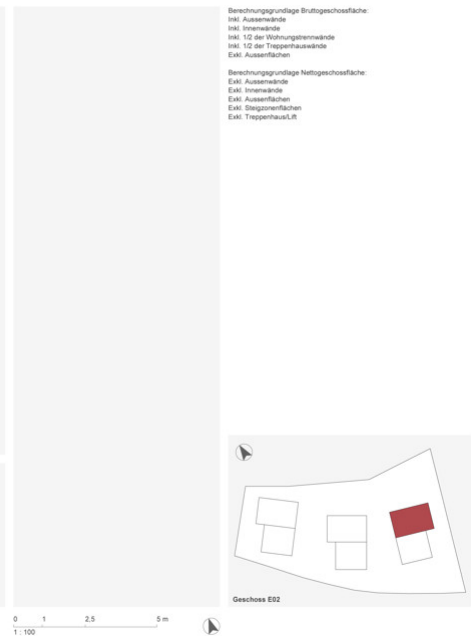 Berechnungsgrundlage Bruttogeschossfläche:
Inkl. Aussenwände
Inkl. Innenwände
Inkl. 1/2 der Wohnungstrennwände
Inkl. 1/2 der Treppenhauswände
Exkl. Aussenflächen
Berechnungsgrundlage Nettogeschossfläche:
Exkl. Aussenwände
Exkl. Innenwände
Exkl. Aussenflächen
Exkl. Steigzonenflächen
Exkl. Treppenhaus/Lift
Geschoss E02
0 1 2.5 5 m
1 : 100